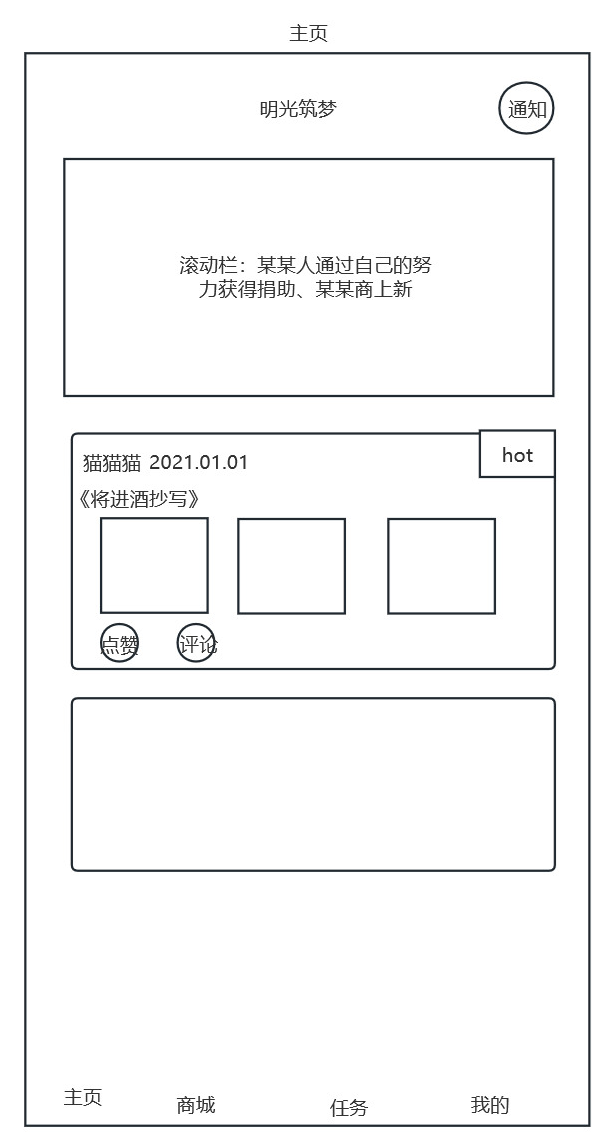 主页
明光筑梦
通知
滚动栏：某某人通过自己的努
力获得捐助、某某商上新
hot
猫猫猫 2021.01.01
《将进酒抄写》
点赞
评论
主页
商城
任务
我的